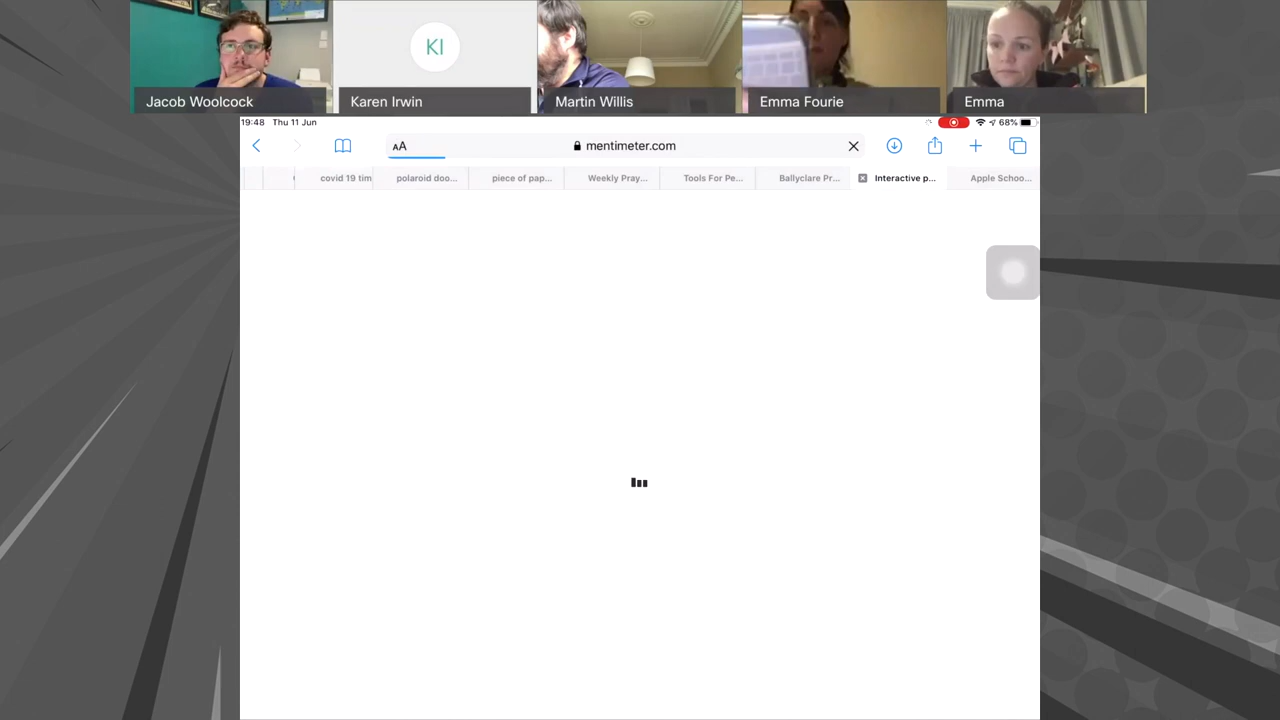 KI
Jacob Woolcock
Karen Irwin
Martin Willis
Emma Fourie
Emma
19:48 Thu 11 Jun
68%
AA
mentimeter.com
covid 19 tim
polaroid doo...
piece of pap...
Weekly Pray...
Tools For Pe...
Ballyclare Pr...
Interactive p...
Apple Schoo...